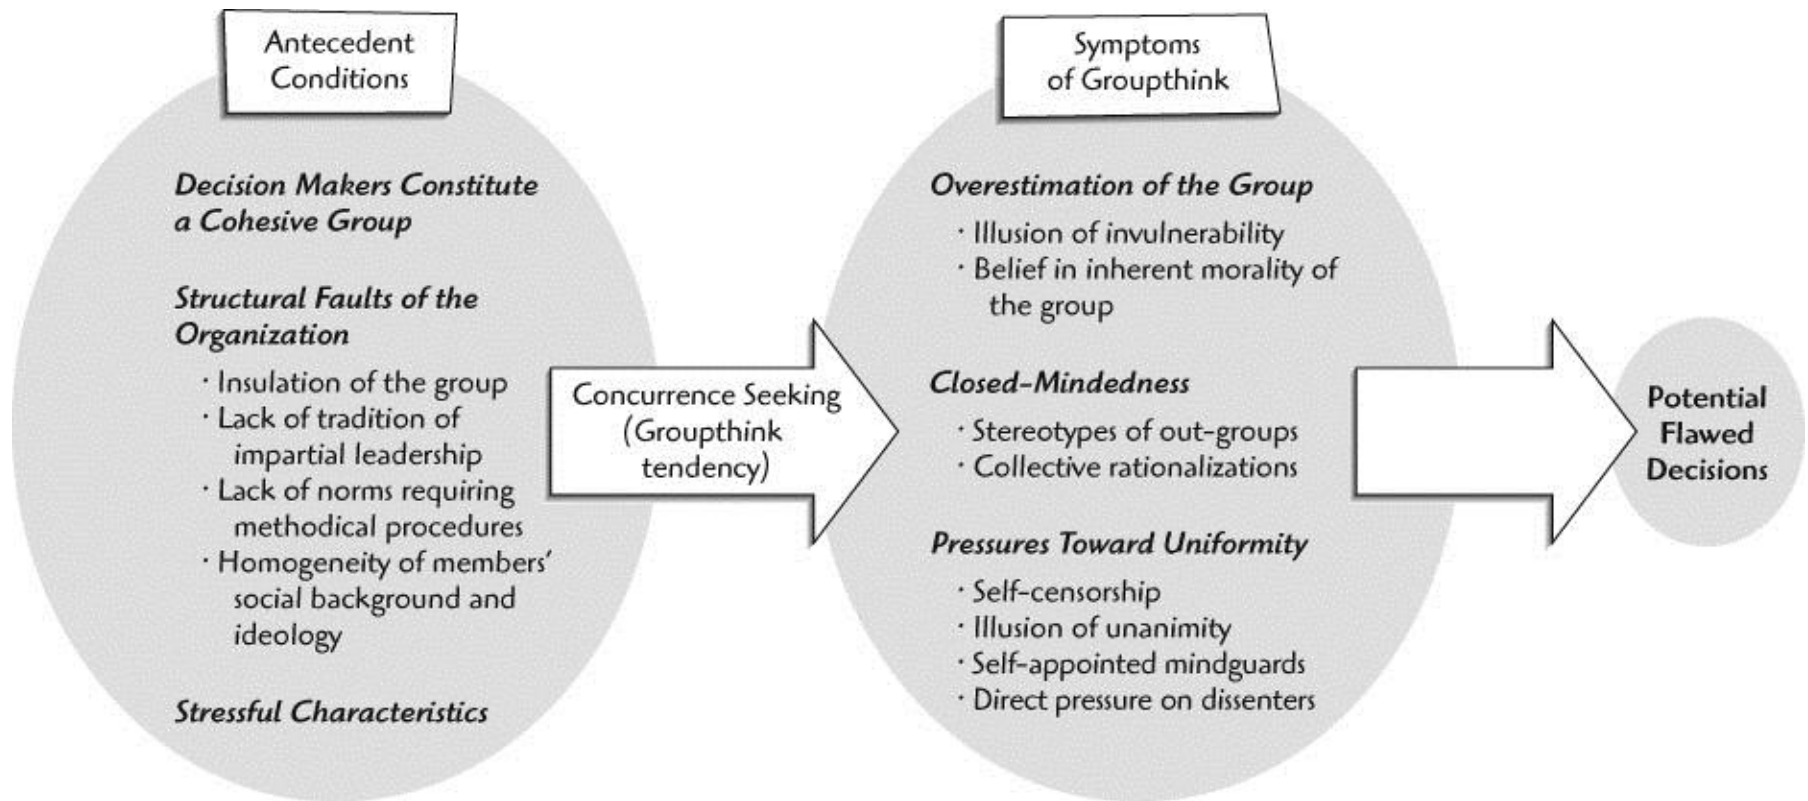 Antecedent
Conditions
Decision Makers Constitute
a Cohesive Group
Structural Faults of the
Organization
· Insulation of the group
· Lack of tradition of
impartial leadership
· Lack of norms requiring
methodical procedures
· Homogeneity of members’
social background and
ideology
Stressful Characteristics
Concurrence Seeking
(Groupthink
tendency)
Symptoms
of Groupthink
Overestimation of the Group
· Illusion of invulnerability
· Belief in inherent morality of
the group
Closed-Mindedness
· Stereotypes of out-groups
· Collective rationalizations
Pressures Toward Uniformity
· Self-censorship
· Illusion of unanimity
· Self-appointed mindguards
· Direct pressure on dissenters
Potential
Flawed
Decisions